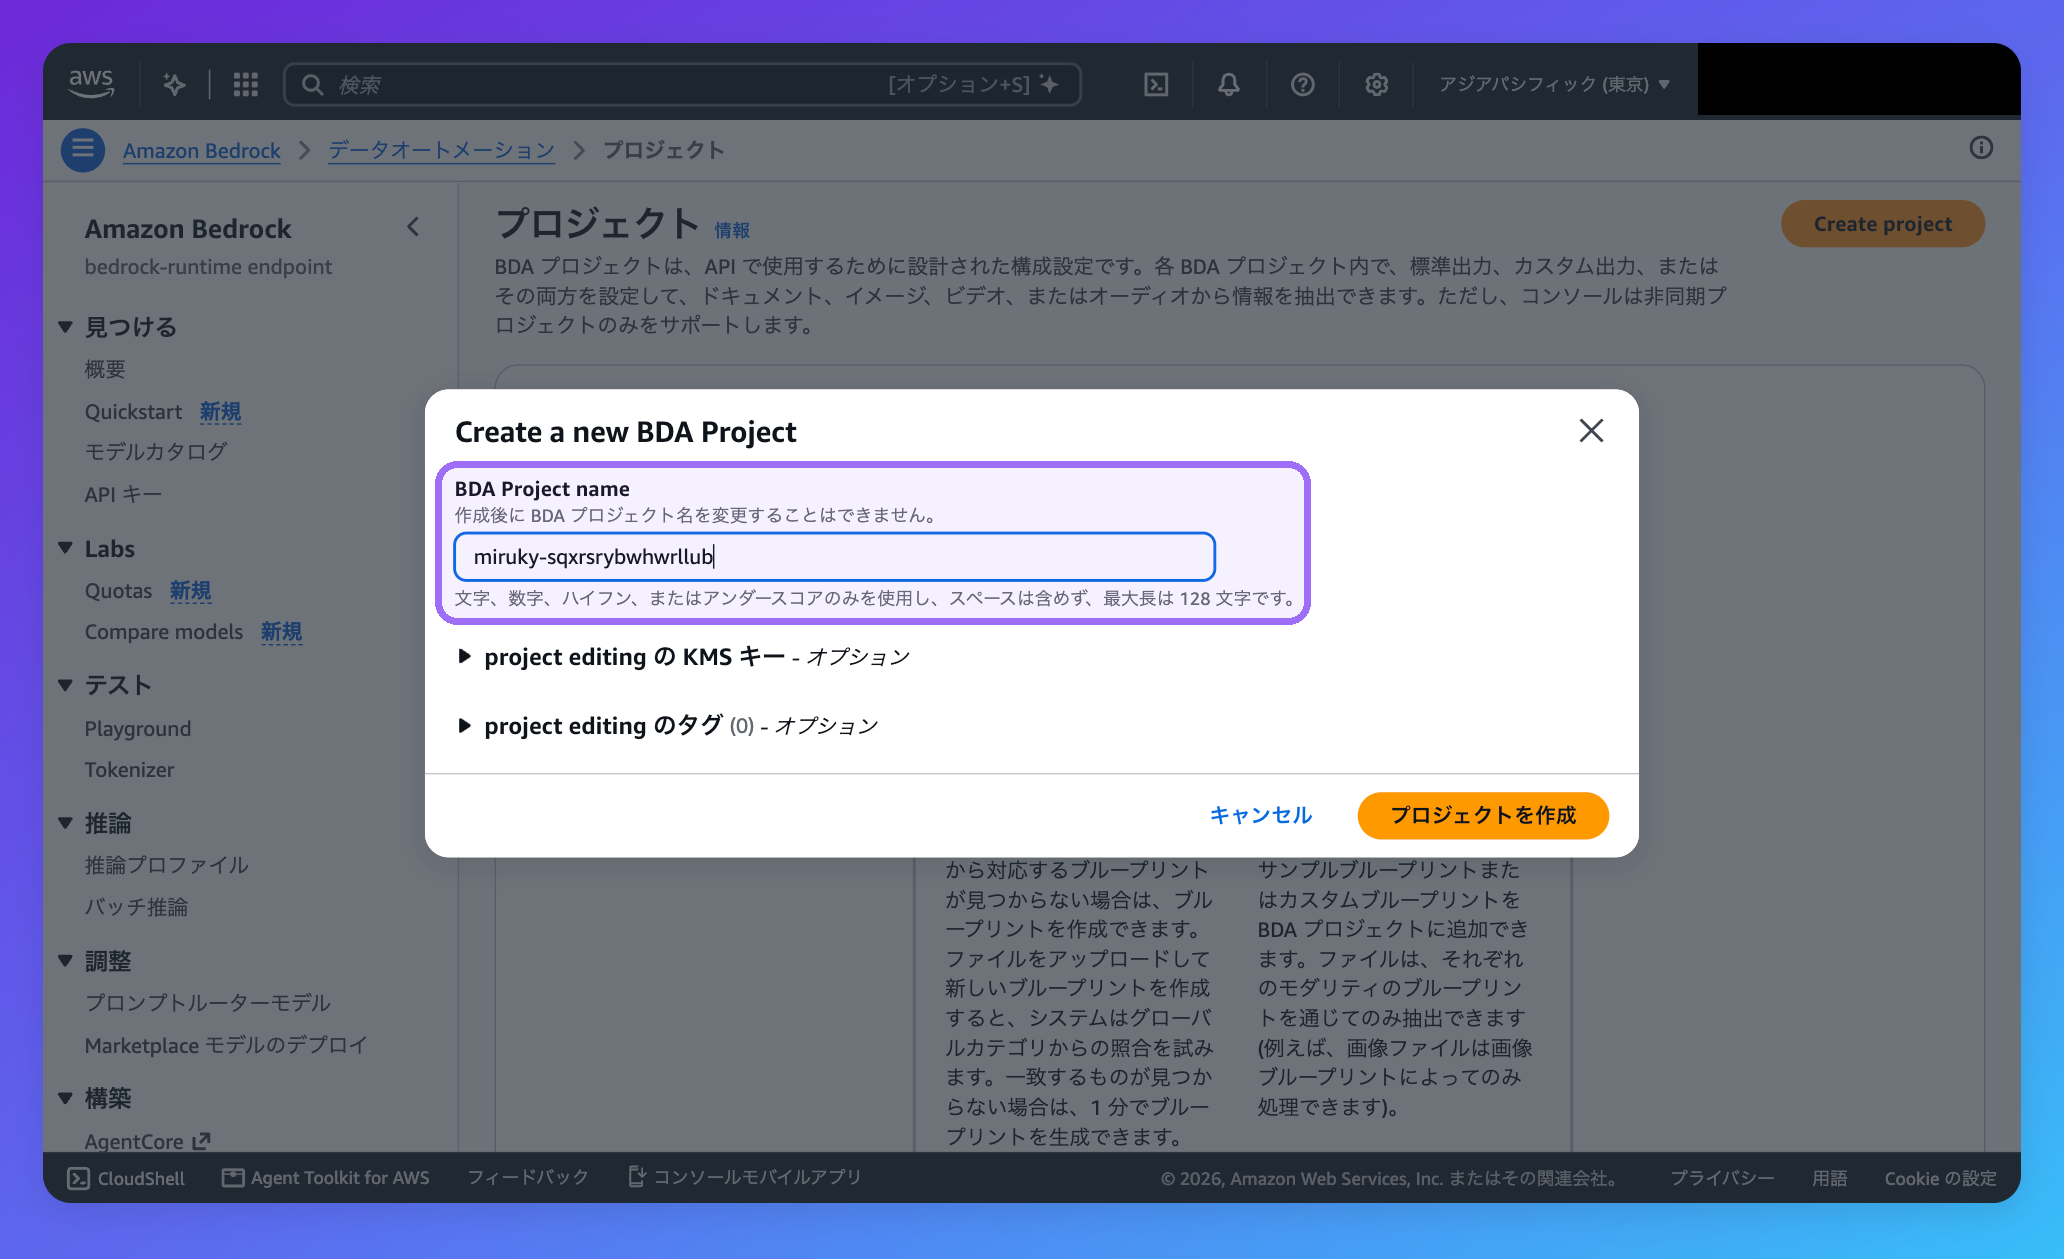 aws
検索 [オプション+S]
アジアパシフィック (東京) ▼
Amazon Bedrock > データオートメーション > プロジェクト
Amazon Bedrock
bedrock-runtime endpoint
▼ 見つける
概要
Quickstart 新規
モデルカタログ
API キー
▼ Labs
Quotas 新規
Compare models 新規
▼ テスト
Playground
Tokenizer
▼ 推論
推論プロファイル
バッチ推論
▼ 調整
プロンプトルーターモデル
Marketplace モデルのデプロイ
▼ 構築
AgentCore
プロジェクト 情報
Create project
BDA プロジェクトは、API で使用するために設計された構成設定です。各 BDA プロジェクト内で、標準出力、カスタム出力、または
その両方を設定して、ドキュメント、イメージ、ビデオ、またはオーディオから情報を抽出できます。ただし、コンソールは非同期プ
ロジェクトのみをサポートします。
Create a new BDA Project
BDA Project name
作成後に BDA プロジェクト名を変更することはできません。
miruky-sqxrsrybwhwrllub
文字、数字、ハイフン、またはアンダースコアのみを使用し、スペースは含めず、最大長は 128 文字です。
▶ project editing の KMS キー - オプション
▶ project editing のタグ (0) - オプション
キャンセル
プロジェクトを作成
から対応するブループリント
が見つからない場合は、ブル
ープリントを作成できます。
ファイルをアップロードして
新しいブループリントを作成
すると、システムはグローバ
ルカテゴリからの照合を試み
ます。一致するものが見つか
らない場合は、1 分でブルー
プリントを生成できます。
サンプルブループリントまた
はカスタムブループリントを
BDA プロジェクトに追加でき
ます。ファイルは、それぞれ
のモダリティのブループリン
トを通じてのみ抽出できます
(例えば、画像ファイルは画像
ブループリントによってのみ
処理できます)。
CloudShell
Agent Toolkit for AWS
フィードバック
コンソールモバイルアプリ
© 2026, Amazon Web Services, Inc. またはその関連会社。
プライバシー
用語
Cookie の設定